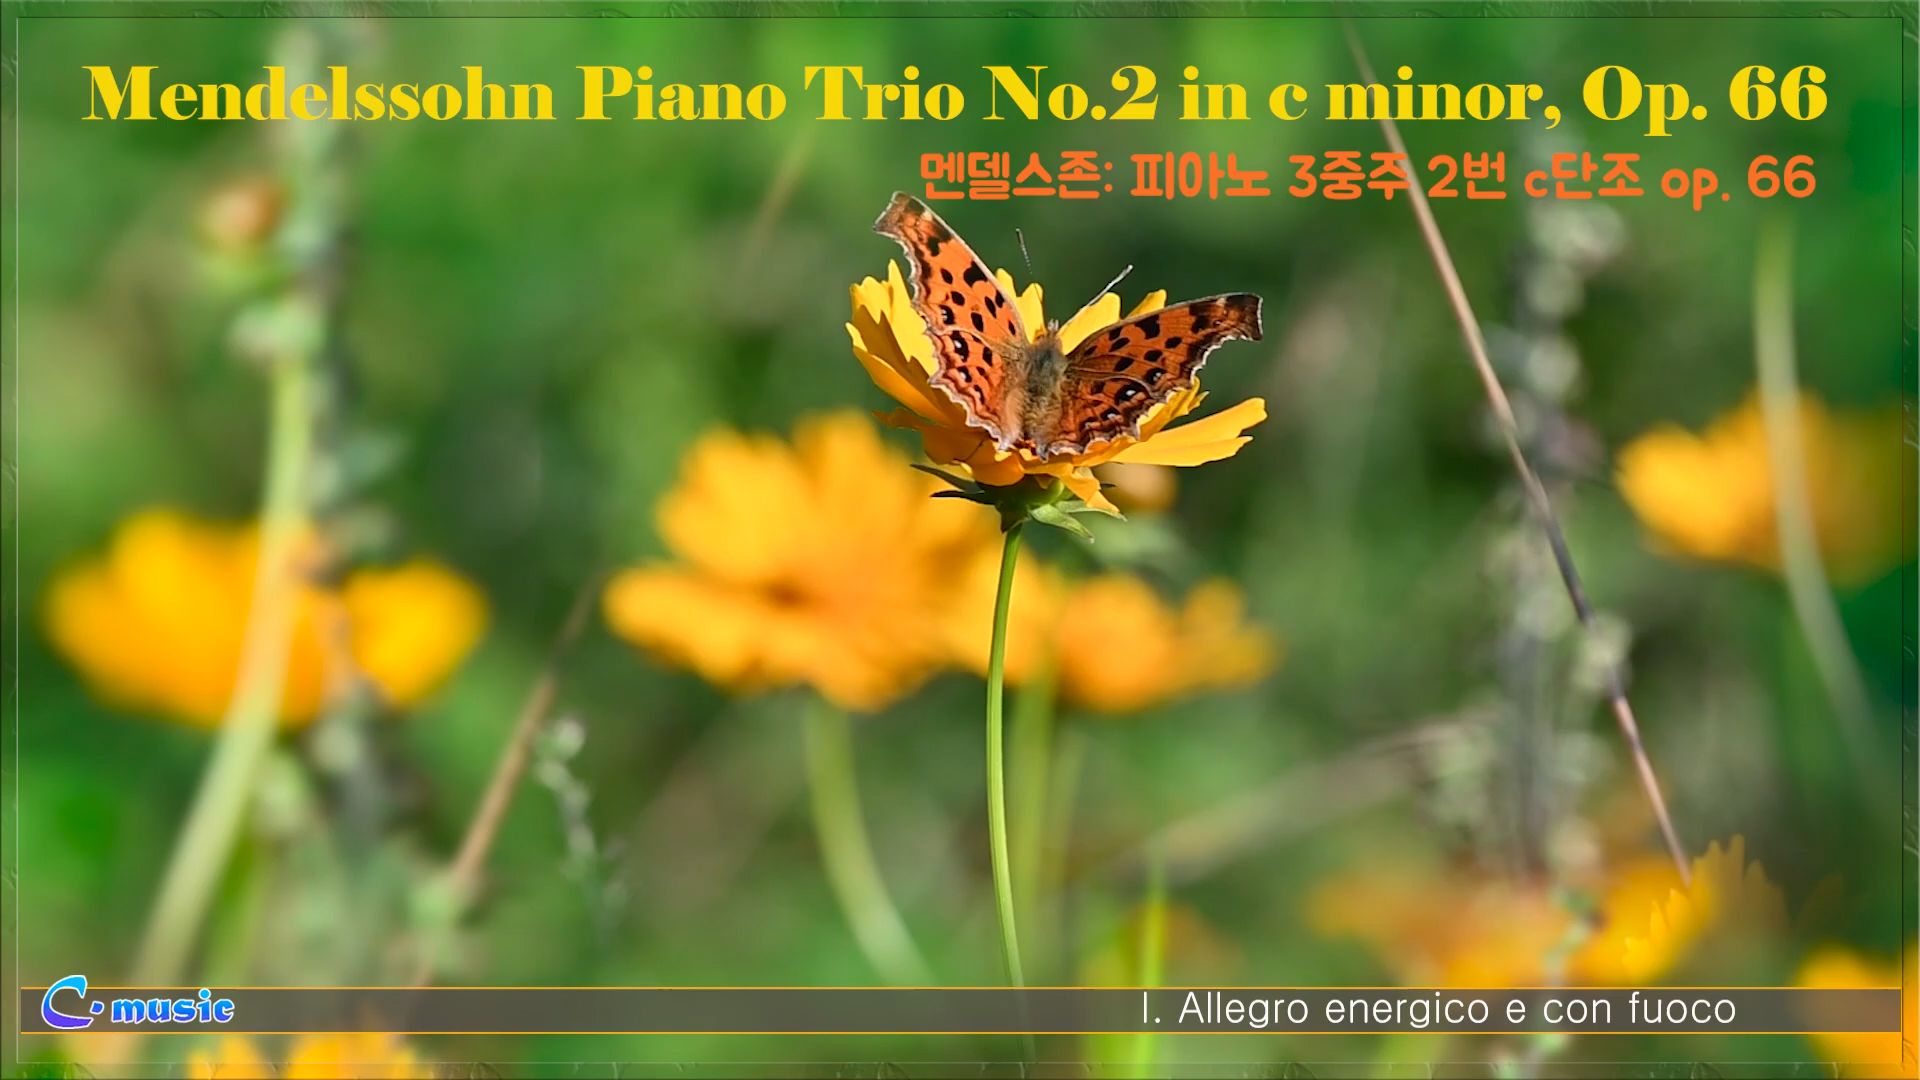 Mendelssohn Piano Trio No.2 in c minor, Op. 66
멘델스존: 피아노 3중주 2번 c단조 op. 66
C. music
I. Allegro energico e con fuoco